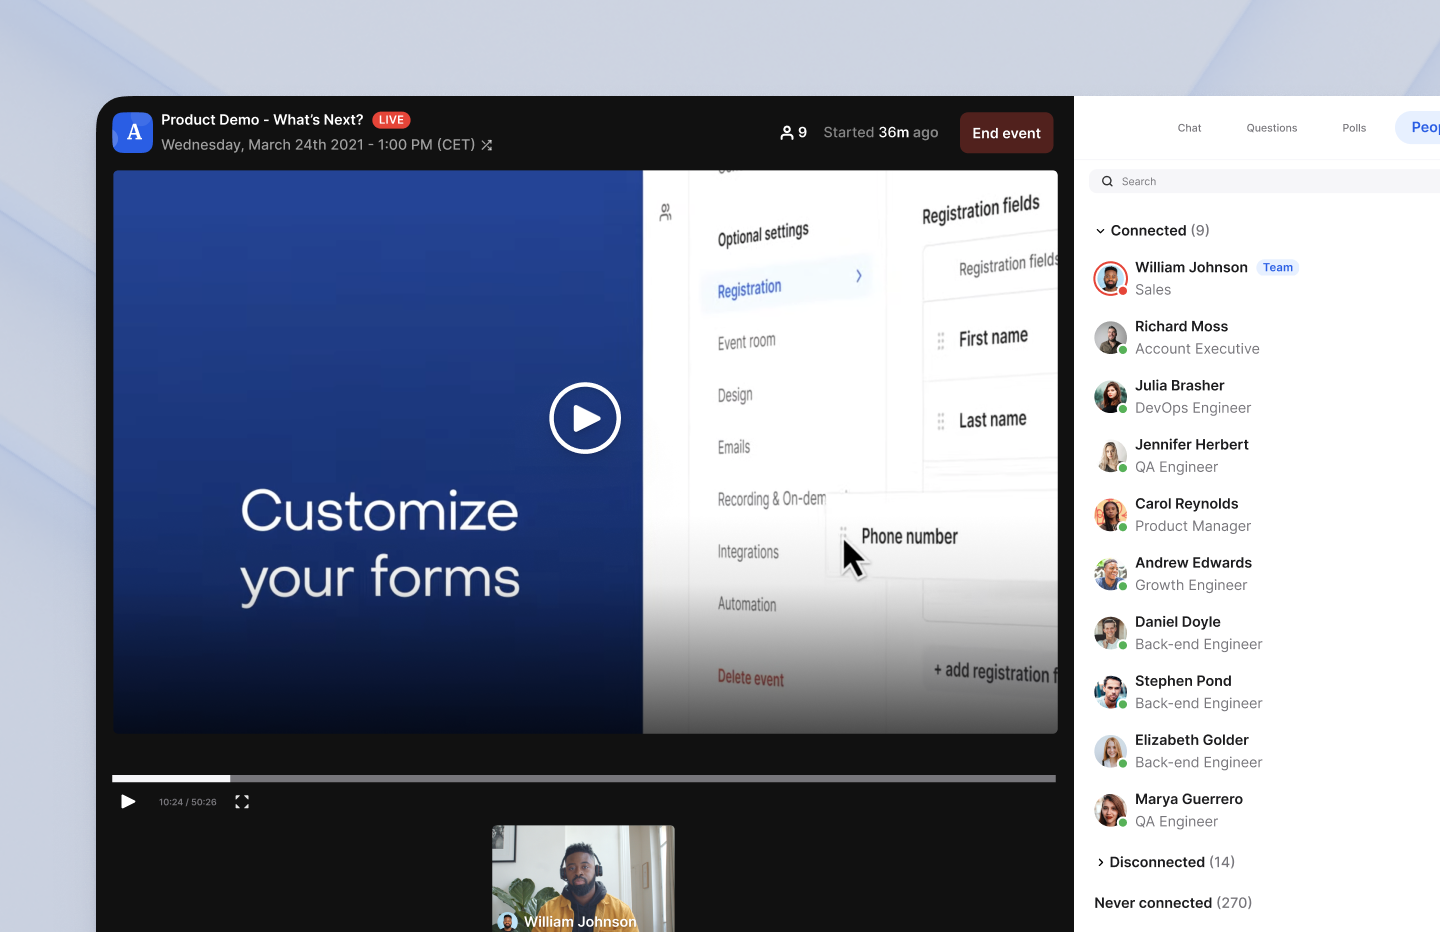 A
Product Demo - What's Next? LIVE
Wednesday, March 24th 2021 - 1:00 PM (CET)
9 Started 36m ago
End event
Customize
your forms
Optional settings
Registration
Event room
Design
Emails
Recording & On-dem
Integrations
Automation
Delete event
Registration fields
Registration fields
First name
Last name
Phone number
+ add registration f
10:24 / 50:26
William Johnson
Chat Questions Polls Peop
Search
Connected (9)
William Johnson Team
Sales
Richard Moss
Account Executive
Julia Brasher
DevOps Engineer
Jennifer Herbert
QA Engineer
Carol Reynolds
Product Manager
Andrew Edwards
Growth Engineer
Daniel Doyle
Back-end Engineer
Stephen Pond
Back-end Engineer
Elizabeth Golder
Back-end Engineer
Marya Guerrero
QA Engineer
Disconnected (14)
Never connected (270)